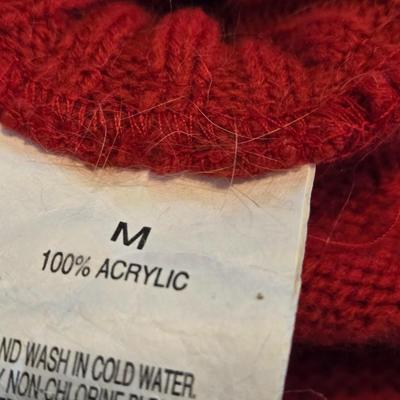 M
100% ACRYLIC
ND WASH IN COLD WATER.
Y NON-CHLORINE